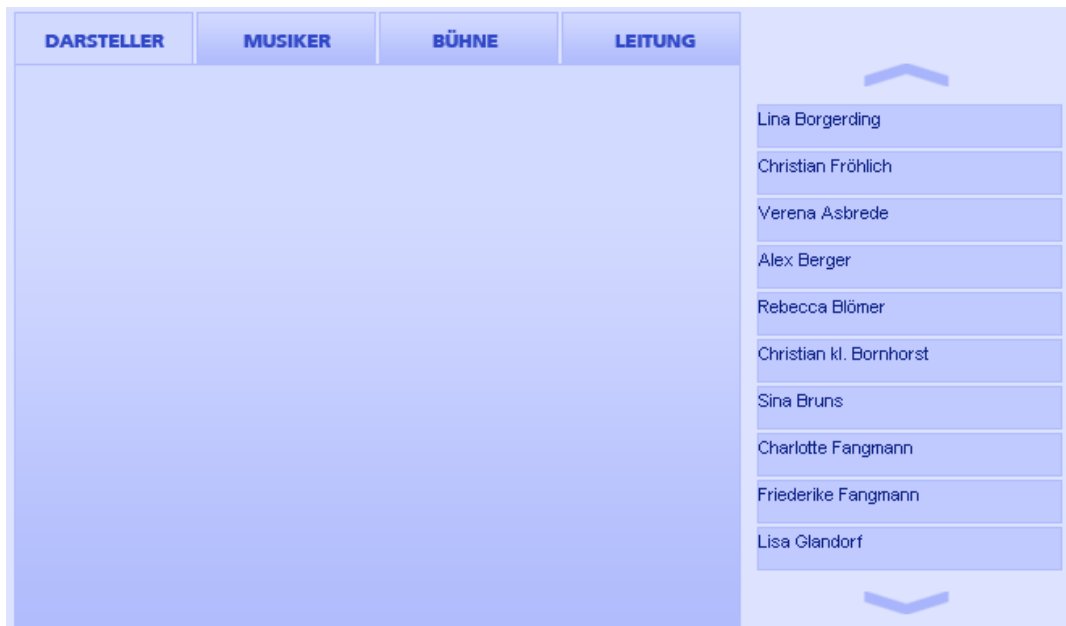 DARSTELLER MUSIKER BÜHNE LEITUNG
Lina Borgerding
Christian Fröhlich
Verena Asbrede
Alex Berger
Rebecca Blömer
Christian kl. Bornhorst
Sina Bruns
Charlotte Fangmann
Friederike Fangmann
Lisa Glandorf